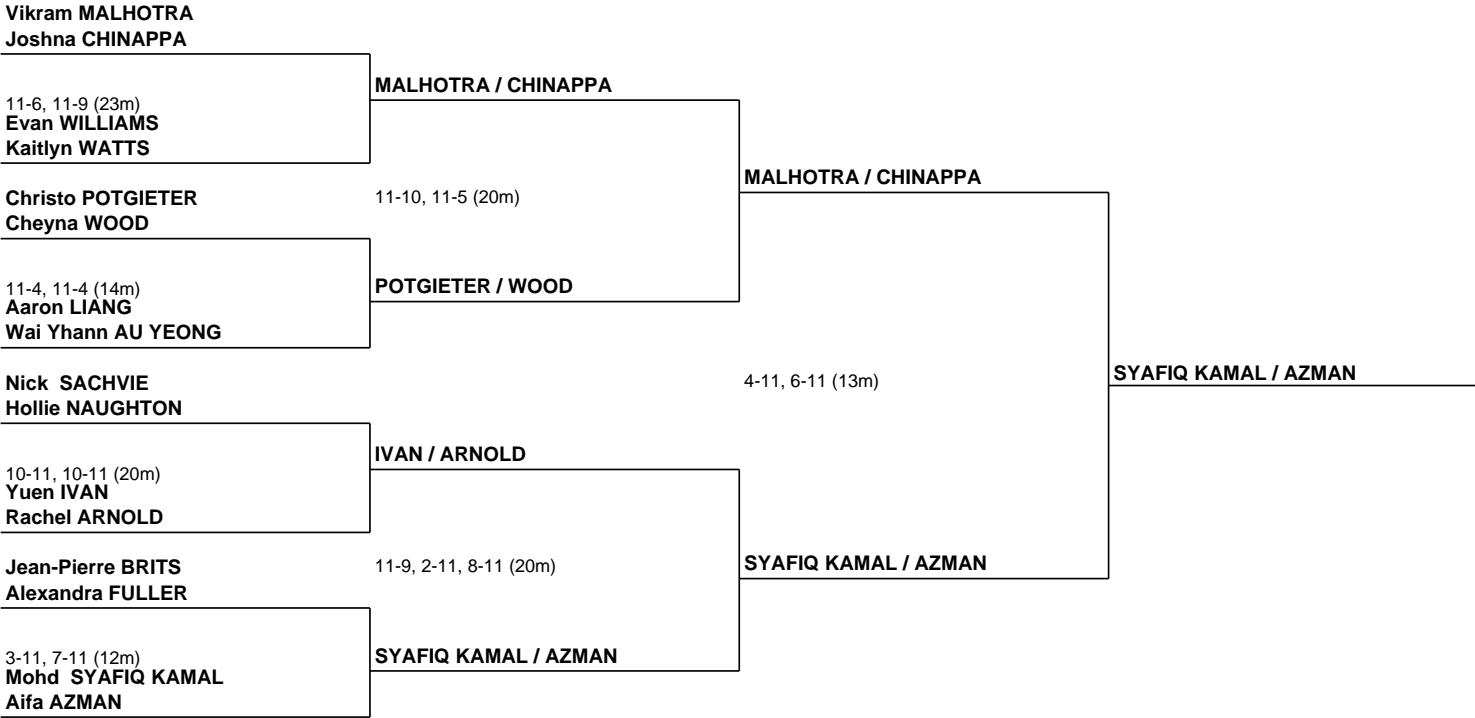 Vikram MALHOTRA
Joshna CHINAPPA
MALHOTRA / CHINAPPA
11-6, 11-9 (23m)
Evan WILLIAMS
Kaitlyn WATTS
MALHOTRA / CHINAPPA
Christo POTGIETER
11-10, 11-5 (20m)
Cheyna WOOD
POTGIETER / WOOD
11-4, 11-4 (14m)
Aaron LIANG
Wai Yhann AU YEONG
SYAFIQ KAMAL / AZMAN
Nick  SACHVIE
4-11, 6-11 (13m)
Hollie NAUGHTON
IVAN / ARNOLD
10-11, 10-11 (20m)
Yuen IVAN
Rachel ARNOLD
SYAFIQ KAMAL / AZMAN
Jean-Pierre BRITS
11-9, 2-11, 8-11 (20m)
Alexandra FULLER
SYAFIQ KAMAL / AZMAN
3-11, 7-11 (12m)
Mohd  SYAFIQ KAMAL
Aifa AZMAN